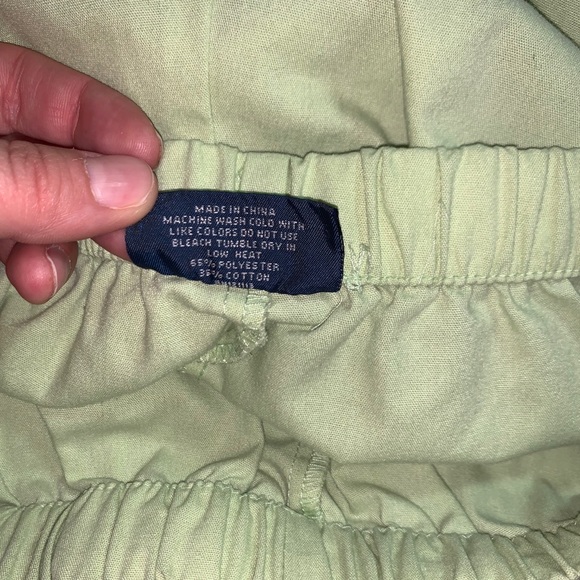 MADE IN CHINA
MACHINE WASH COLD WITH
LIKE COLORS DO NOT USE
BLEACH TUMBLE DRY IN
LOW HEAT
65% POLYESTER
35% COTTON